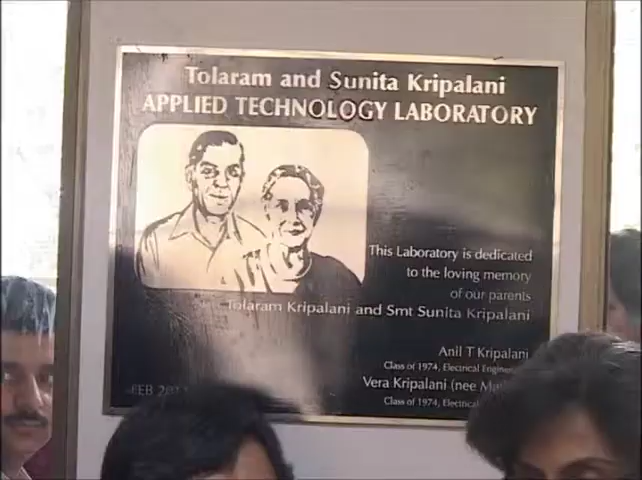 Tolaram and Sunita Kripalani
APPLIED TECHNOLOGY LABORATORY
This Laboratory is dedicated
to the loving memory
of our parents
Tolaram Kripalani and Smt Sunita Kripalani
Anil T Kripalani
Class of 1974, Electrical
Vera Kripalani (nee
Class of 1974, Electrical
FEB